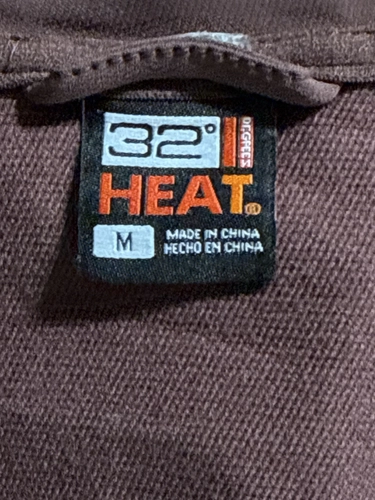 32° DEGREES
HEAT®
M
MADE IN CHINA
HECHO EN CHINA